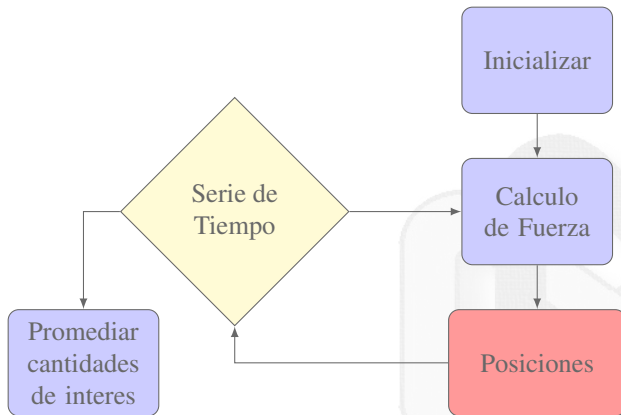 Inicializar
Serie de
Tiempo
Calculo
de Fuerza
Promediar
cantidades
de interes
Posiciones